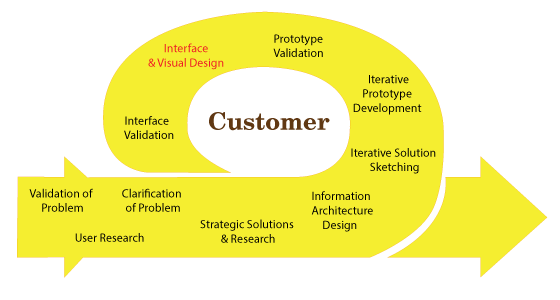 Interface
& Visual Design
Prototype
Validation
Iterative
Prototype
Development
Interface
Validation
Customer
Iterative Solution
Sketching
Validation of
Problem
Clarification
of Problem
Information
Architecture
Design
User Research
Strategic Solutions
& Research